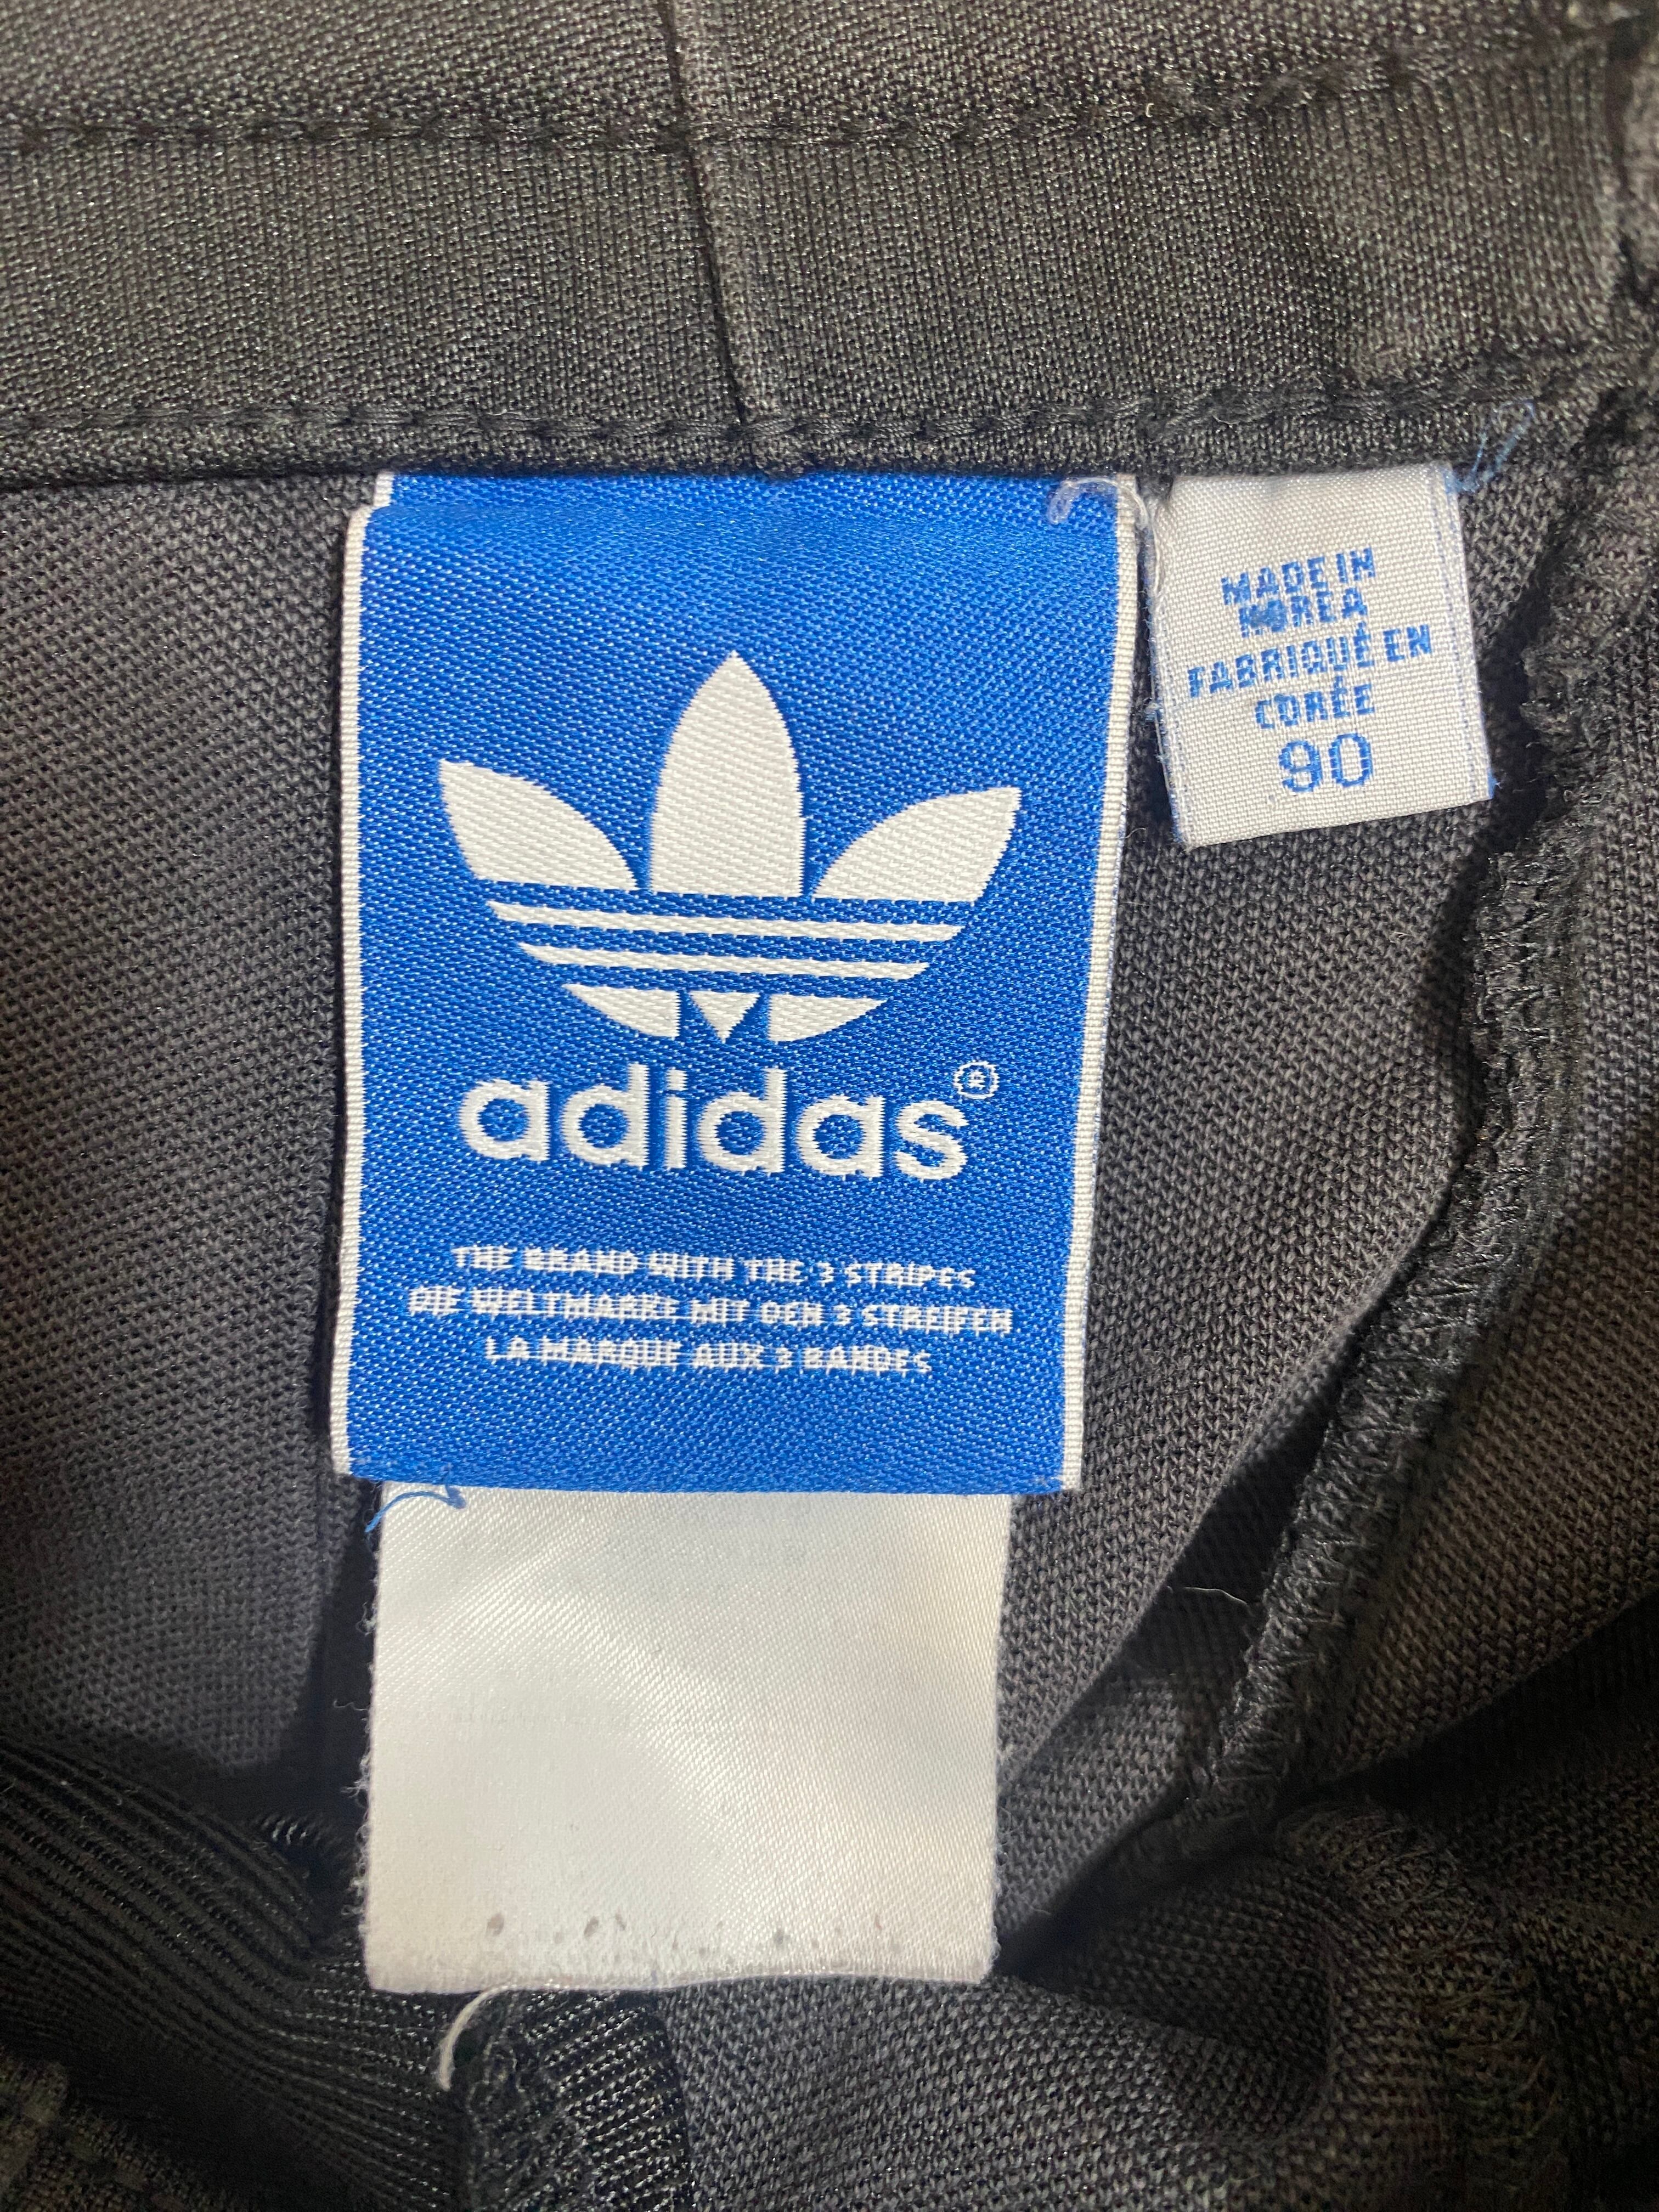 MADE IN
KOREA
FABRIQUÉ EN
CORÉE
90
adidas®
THE BRAND WITH THE 3 STRIPES
DIE WELTMARKE MIT DEN 3 STREIFEN
LA MARQUE AUX 3 BANDES